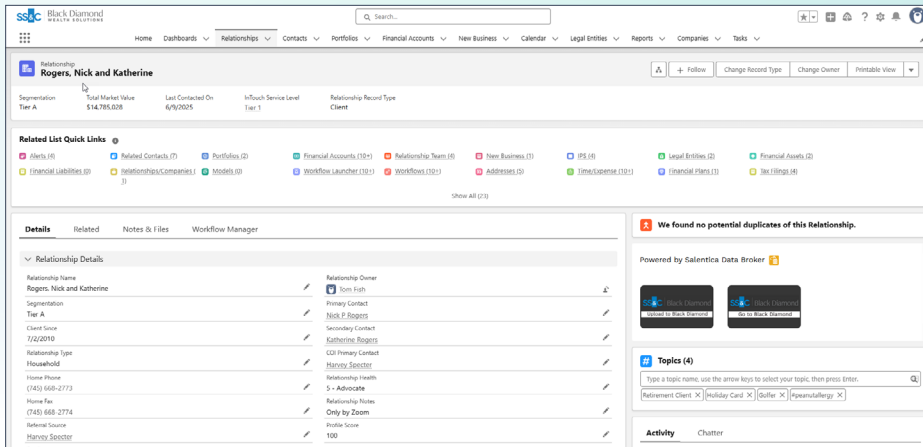 SS&C Black Diamond
WEALTH SOLUTIONS
Search...
Home Dashboards Relationships Contacts Portfolios Financial Accounts New Business Calendar Legal Entities Reports Companies Tasks
Relationship
Rogers, Nick and Katherine
+ Follow Change Record Type Change Owner Printable View
Segmentation Total Market Value Last Contacted On InTouch Service Level Relationship Record Type
Tier A $14,785,028 6/9/2025 Tier 1 Client
Related List Quick Links
Alerts (4) Related Contacts (7) Portfolios (2) Financial Accounts (10+) Relationship Team (4) New Business (1) IPS (4) Legal Entities (2) Financial Assets (2)
Financial Liabilities (0) Relationships/Companies ( Models (0) Workflow Launcher (10+) Workflows (10+) Addresses (5) Time/Expense (10+) Financial Plans (1) Tax Filings (4)
1)
Show All (23)
Details Related Notes & Files Workflow Manager
Relationship Details
Relationship Name Relationship Owner
Rogers, Nick and Katherine Tom Fish
Segmentation Primary Contact
Tier A Nick P Rogers
Client Since Secondary Contact
7/2/2010 Katherine Rogers
Relationship Type COI Primary Contact
Household Harvey Specter
Home Phone Relationship Health
(745) 668-2773 5 - Advocate
Home Fax Relationship Notes
(745) 668-2774 Only by Zoom
Referral Source Profile Score
Harvey Specter 100
We found no potential duplicates of this Relationship.
Powered by Salentica Data Broker
SS&C Black Diamond SS&C Black Diamond
Upload to Black Diamond Go to Black Diamond
Topics (4)
Type a topic name, use the arrow keys to select your topic, then press Enter.
Retirement Client Holiday Card Golfer #peanutallergy
Activity Chatter